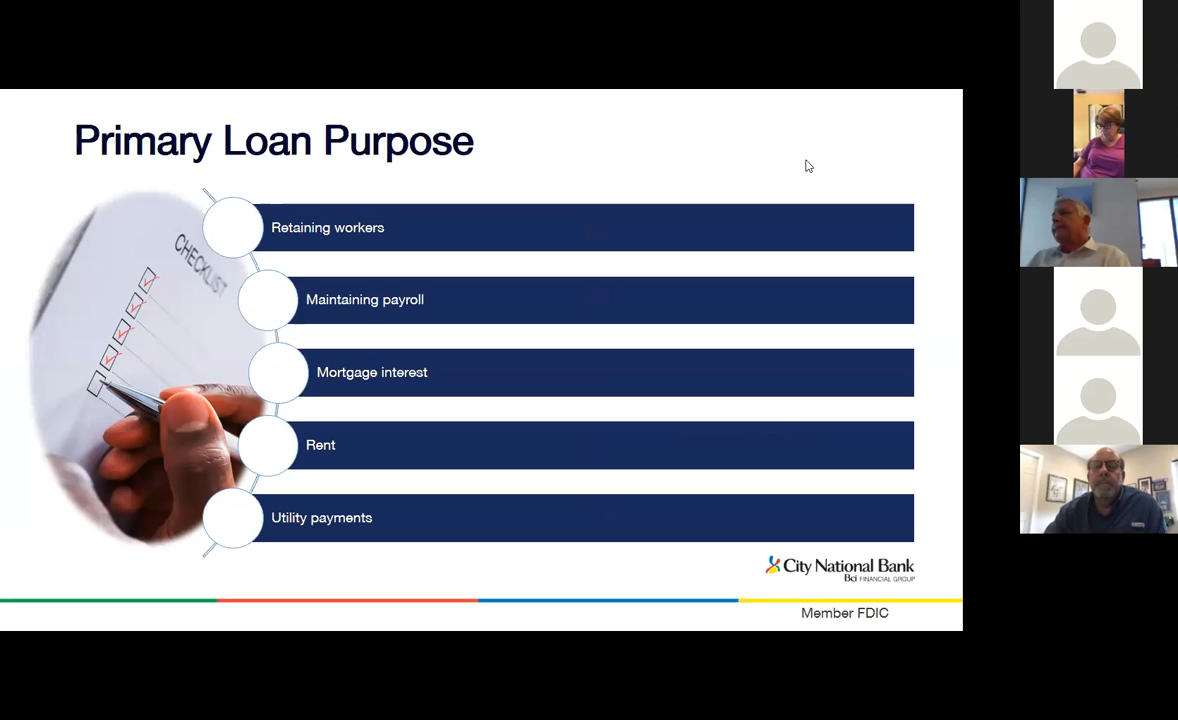 Primary Loan Purpose
CHECKLIST
Retaining workers
Maintaining payroll
Mortgage interest
Rent
Utility payments
City National Bank
Bci FINANCIAL GROUP
Member FDIC